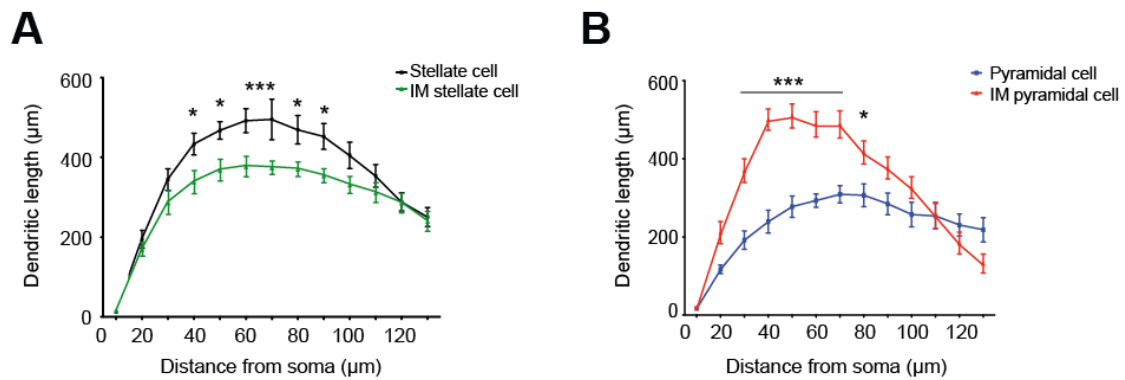 A
Stellate cell
IM stellate cell
600
400
200
0
* * *** * *
Dendritic length (µm)
0 20 40 60 80 100 120
Distance from soma (µm)
B
Pyramidal cell
IM pyramidal cell
600
400
200
0
*** *
Dendritic length (µm)
0 20 40 60 80 100 120
Distance from soma (µm)